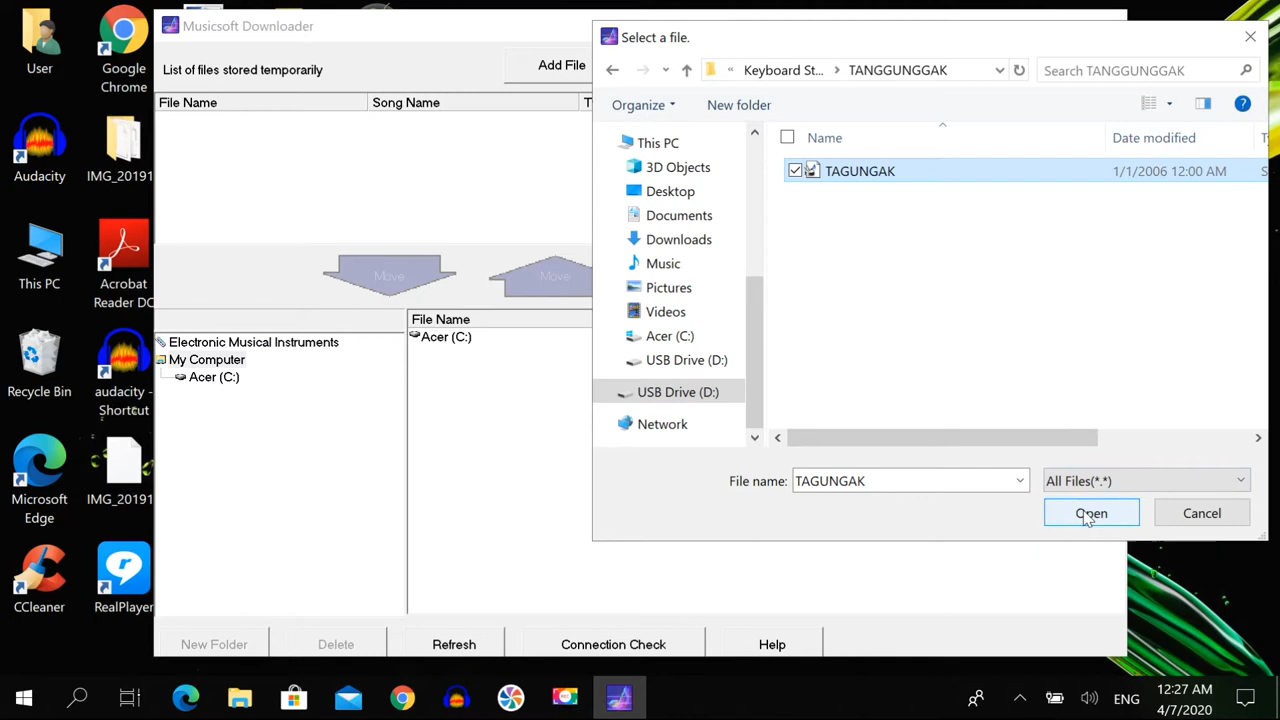 User
Google
Chrome
Audacity
IMG_20191
This PC
Acrobat
Reader DC
Recycle Bin
audacity -
Shortcut
Microsoft
Edge
IMG_20191
CCleaner
RealPlayer
Musicsoft Downloader
List of files stored temporarily
Add File
File Name
Song Name
Move
Move
Electronic Musical Instruments
My Computer
Acer (C:)
File Name
Acer (C:)
New Folder
Delete
Refresh
Connection Check
Help
Select a file.
« Keyboard St... > TANGGUNGGAK
Search TANGGUNGGAK
Organize
New folder
This PC
3D Objects
Desktop
Documents
Downloads
Music
Pictures
Videos
Acer (C:)
USB Drive (D:)
USB Drive (D:)
Network
Name
Date modified
TAGUNGAK
1/1/2006 12:00 AM
File name:
TAGUNGAK
All Files(*.*)
Open
Cancel
ENG
12:27 AM
4/7/2020